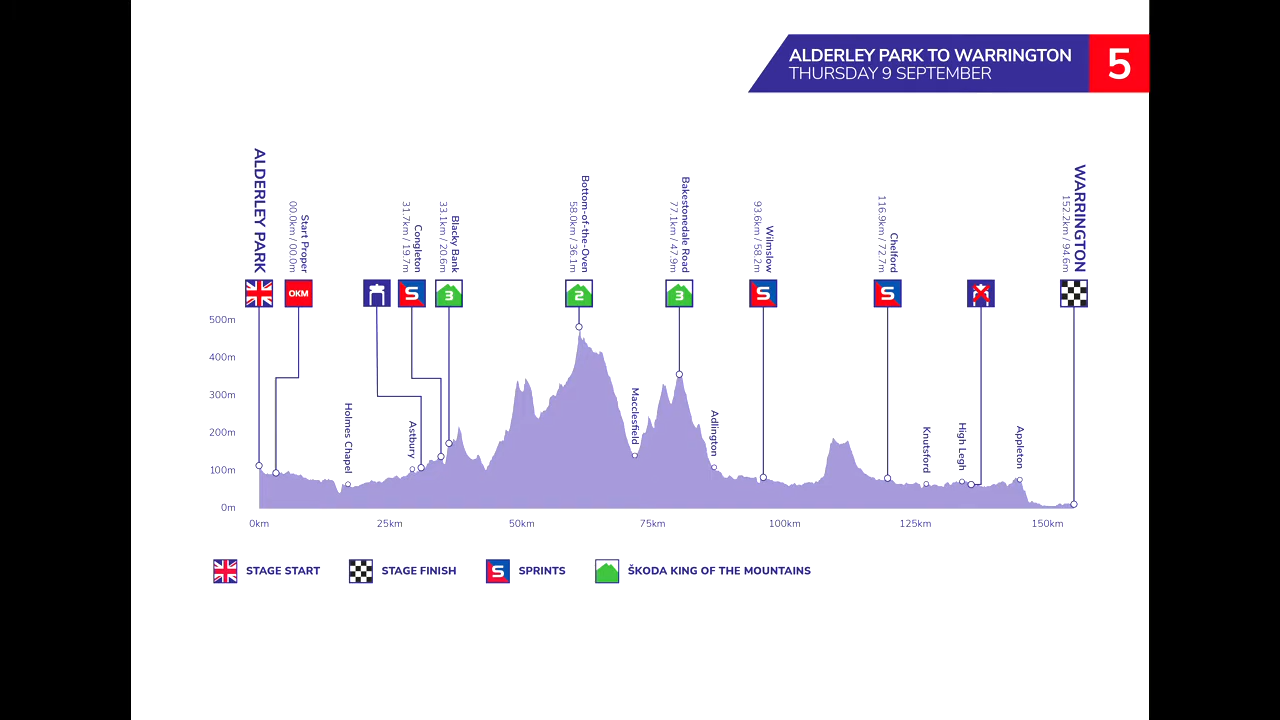 ALDERLEY PARK TO WARRINGTON
THURSDAY 9 SEPTEMBER
5
ALDERLEY PARK
Start Proper
00.0km / 00.0m
Congleton
31.7km / 19.7m
Blacky Bank
33.1km / 20.6m
Bottom-of-the-Oven
58.0km / 36.1m
Bakestonedale Road
77.1km / 47.9m
Wilmslow
93.6km / 58.2m
Chelford
116.9km / 72.7m
WARRINGTON
152.2km / 94.6m
0KM
S
3
2
3
S
S
500m
400m
300m
200m
100m
0m
Holmes Chapel
Astbury
Macclesfield
Adlington
Knutsford
High Legh
Appleton
0km
25km
50km
75km
100km
125km
150km
STAGE START
STAGE FINISH
S
SPRINTS
ŠKODA KING OF THE MOUNTAINS